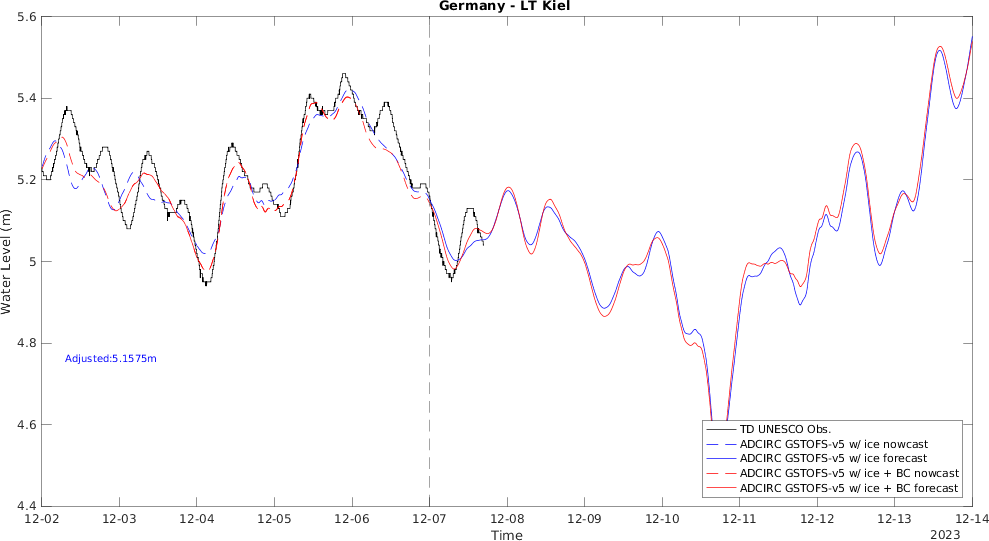 Germany - LT Kiel
5.6
5.4
5.2
5
4.8
4.6
4.4
Water Level (m)
Adjusted:5.1575m
TD UNESCO Obs.
ADCIRC GSTOFS-v5 w/ ice nowcast
ADCIRC GSTOFS-v5 w/ ice forecast
ADCIRC GSTOFS-v5 w/ ice + BC nowcast
ADCIRC GSTOFS-v5 w/ ice + BC forecast
12-02 12-03 12-04 12-05 12-06 12-07 12-08 12-09 12-10 12-11 12-12 12-13 12-14
Time
2023